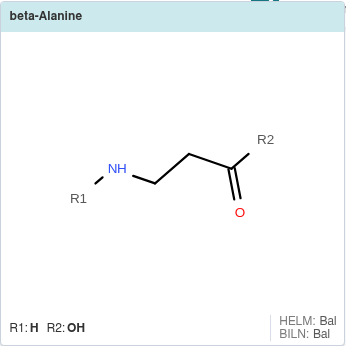 beta-Alanine
R2
NH
R1
O
R1: H R2: OH
HELM: Bal
BILN: Bal